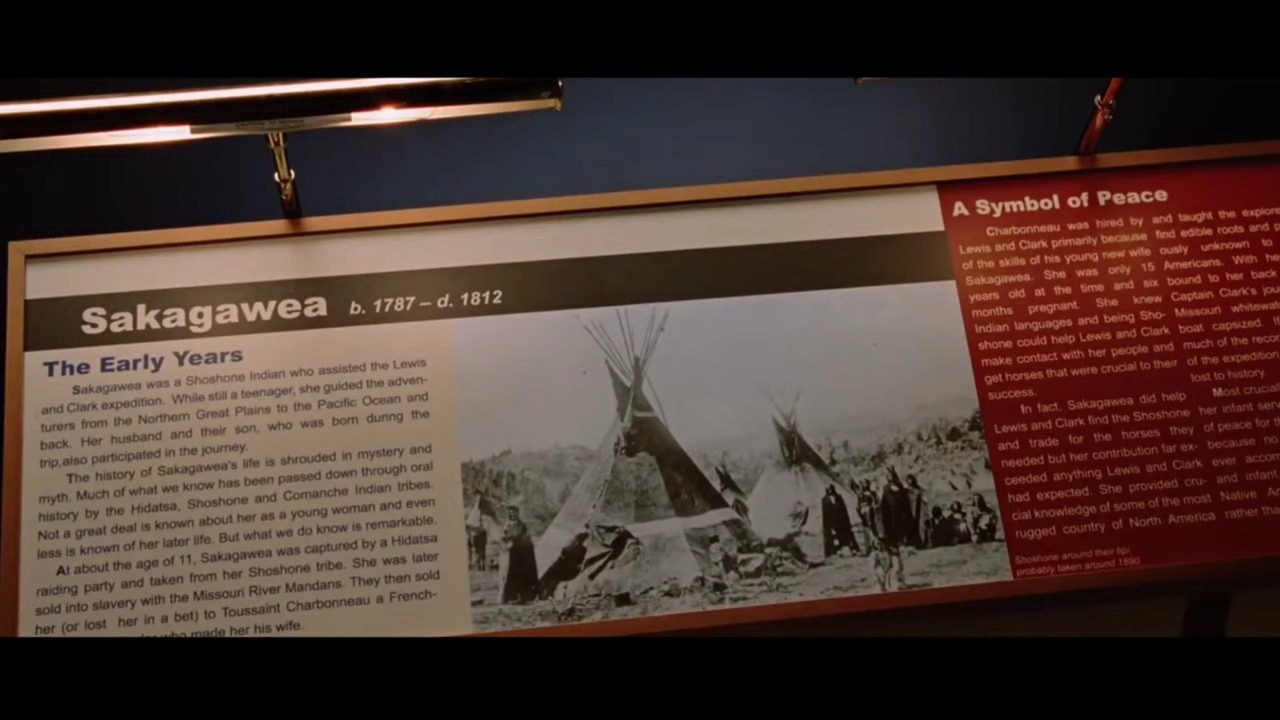 Sakagawea b. 1787 – d. 1812
The Early Years
Sakagawea was a Shoshone Indian who assisted the Lewis
and Clark expedition. While still a teenager, she guided the adven-
turers from the Northern Great Plains to the Pacific Ocean and
back. Her husband and their son, who was born during the
trip,also participated in the journey.
The history of Sakagawea's life is shrouded in mystery and
myth. Much of what we know has been passed down through oral
history by the Hidatsa, Shoshone and Comanche Indian tribes.
Not a great deal is known about her as a young woman and even
less is known of her later life. But what we do know is remarkable.
At about the age of 11, Sakagawea was captured by a Hidatsa
raiding party and taken from her Shoshone tribe. She was later
sold into slavery with the Missouri River Mandans. They then sold
her (or lost her in a bet) to Toussaint Charbonneau a French-
who made her his wife.
A Symbol of Peace
Charbonneau was hired by
Lewis and Clark primarily because
of the skills of his young new wife
Sakagawea. She was only 15
years old at the time and six
months pregnant. She knew
Indian languages and being Sho-
shone could help Lewis and Clark
make contact with her people and
get horses that were crucial to their
success.
In fact, Sakagawea did help
Lewis and Clark find the Shoshone
and trade for the horses they
needed but her contribution far ex-
ceeded anything Lewis and Clark
had expected. She provided cru-
cial knowledge of some of the most
rugged country of North America
and taught the
find edible roots and
ously unknown to
Americans. With
bound to her back
Captain Clark's
Missouri
boat capsized.
much of the
of the expedition
lost to history.
Most
her infant
of peace for
because no
ever
and infant
Native
rather
Shoshone around their tipi,
probably taken around 1890